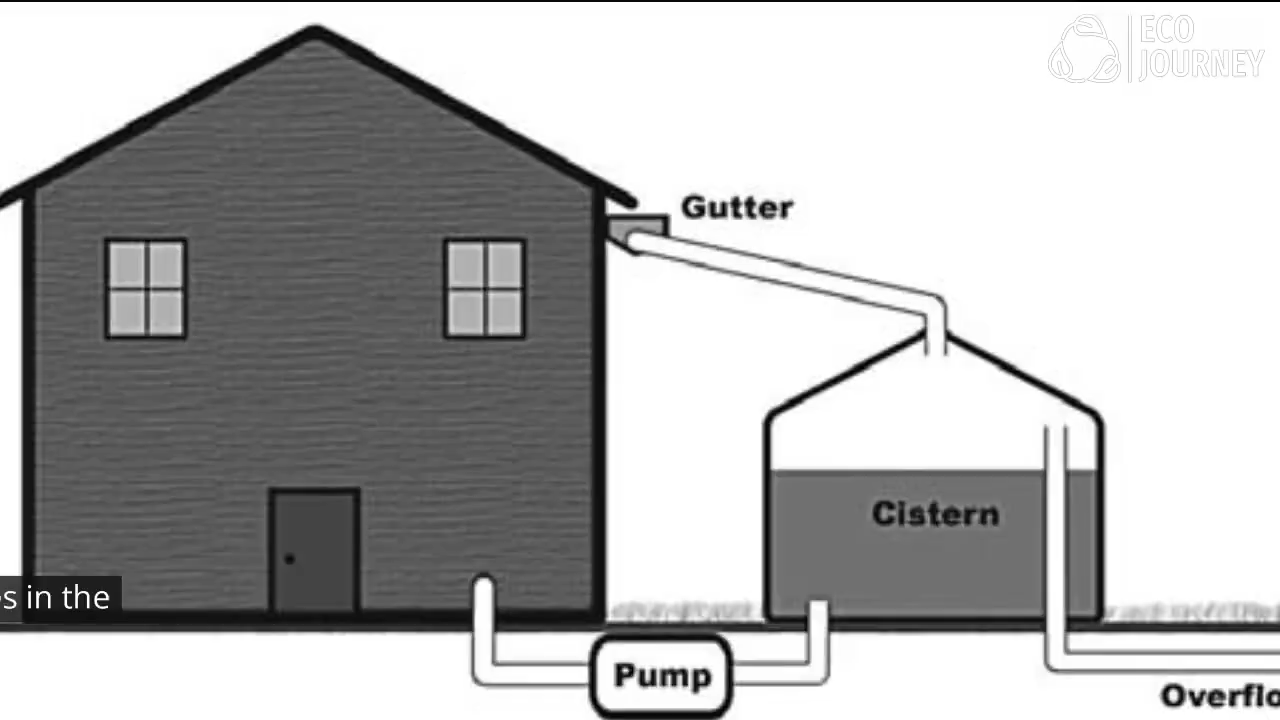 ECO
JOURNEY
Gutter
Cistern
s in the
Pump
Overflo